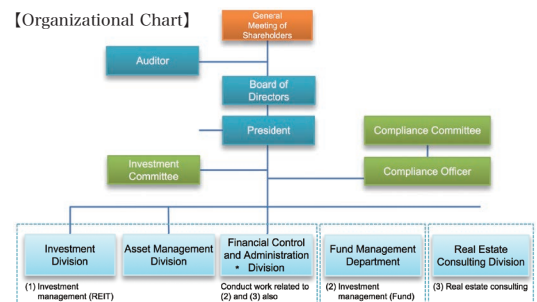 【Organizational Chart】
General
Meeting of
Shareholders
Auditor
Board of
Directors
President
Compliance Committee
Investment
Committee
Compliance Officer
Investment
Division
Asset Management
Division
Financial Control
and Administration
* Division
Fund Management
Department
Real Estate
Consulting Division
(1) Investment
management (REIT)
Conduct work related to
(2) and (3) also
(2) Investment
management (Fund)
(3) Real estate consulting